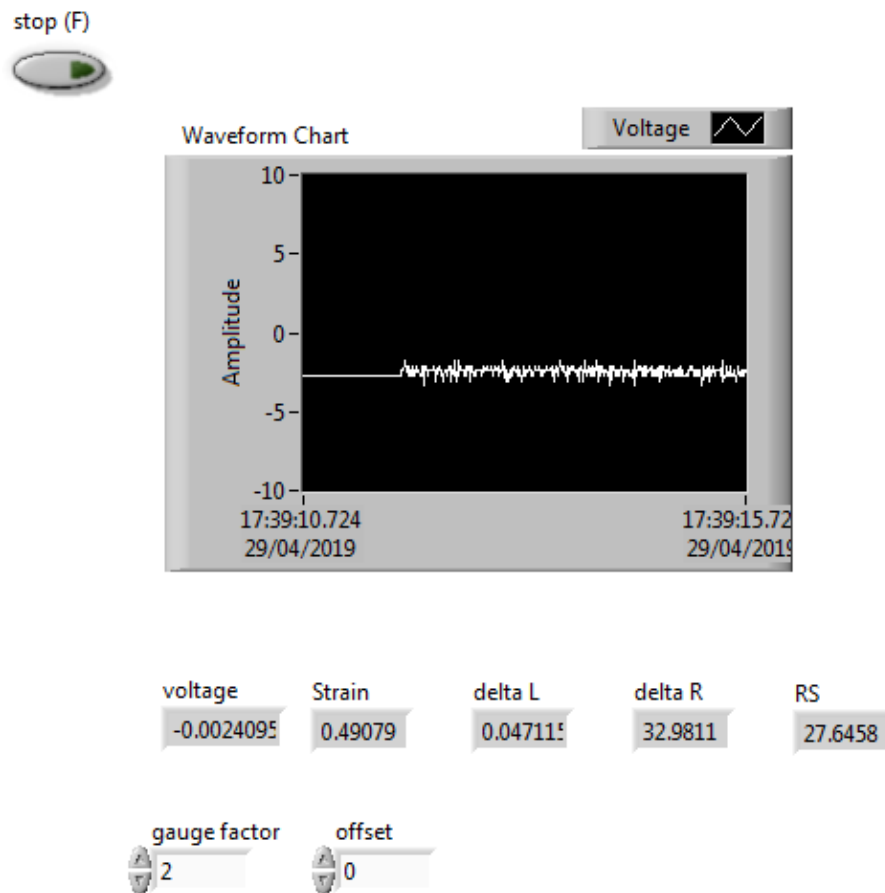 stop (F)
Waveform Chart
Voltage
10
5
0
-5
-10
Amplitude
17:39:10.724
29/04/2019
17:39:15.72
29/04/2019
voltage
Strain
delta L
delta R
RS
-0.0024095
0.49079
0.047115
32.9811
27.6458
gauge factor
offset
2
0